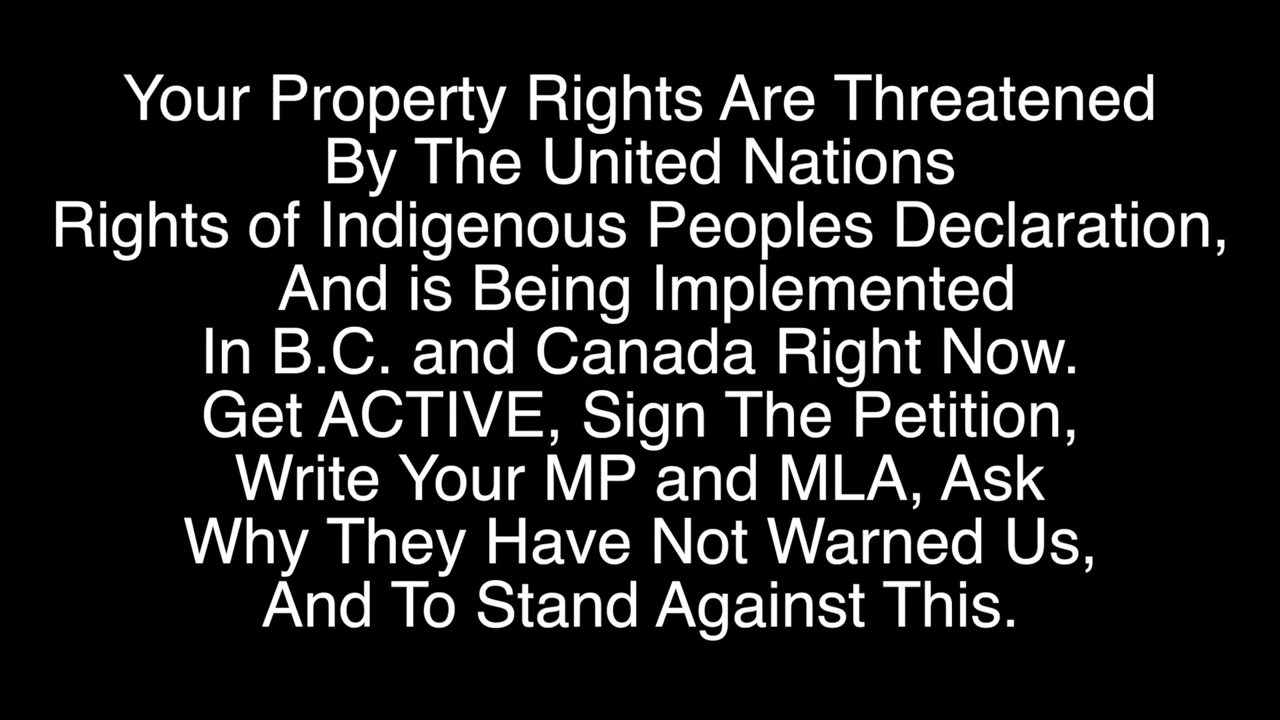 Your Property Rights Are Threatened
By The United Nations
Rights of Indigenous Peoples Declaration,
And is Being Implemented
In B.C. and Canada Right Now.
Get ACTIVE, Sign The Petition,
Write Your MP and MLA, Ask
Why They Have Not Warned Us,
And To Stand Against This.